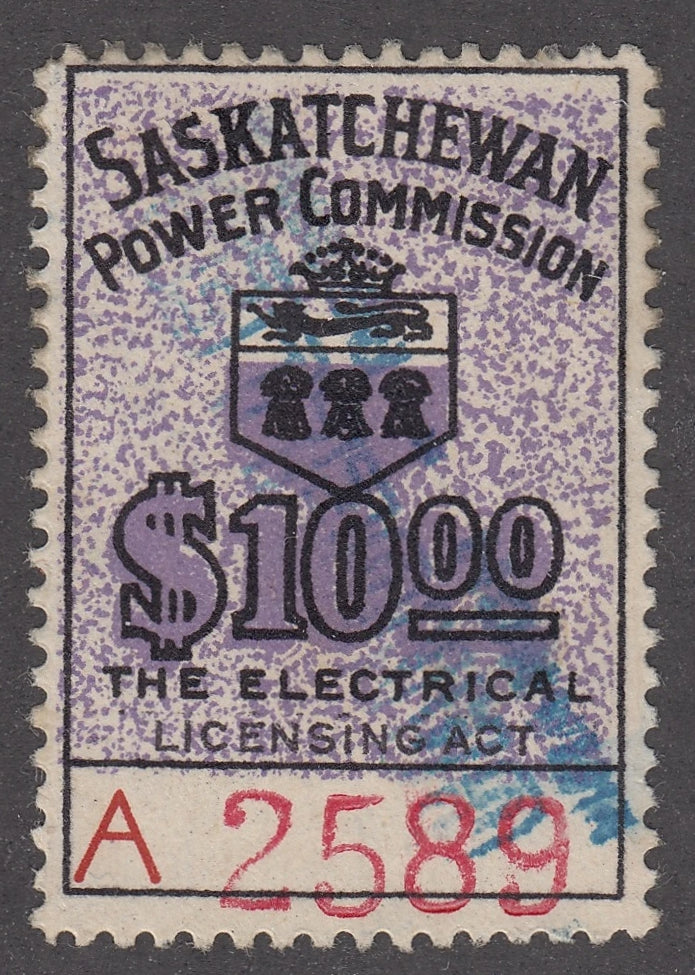 SASKATCHEWAN
POWER COMMISSION
$10.00
THE ELECTRICAL
LICENSING ACT
A 2589